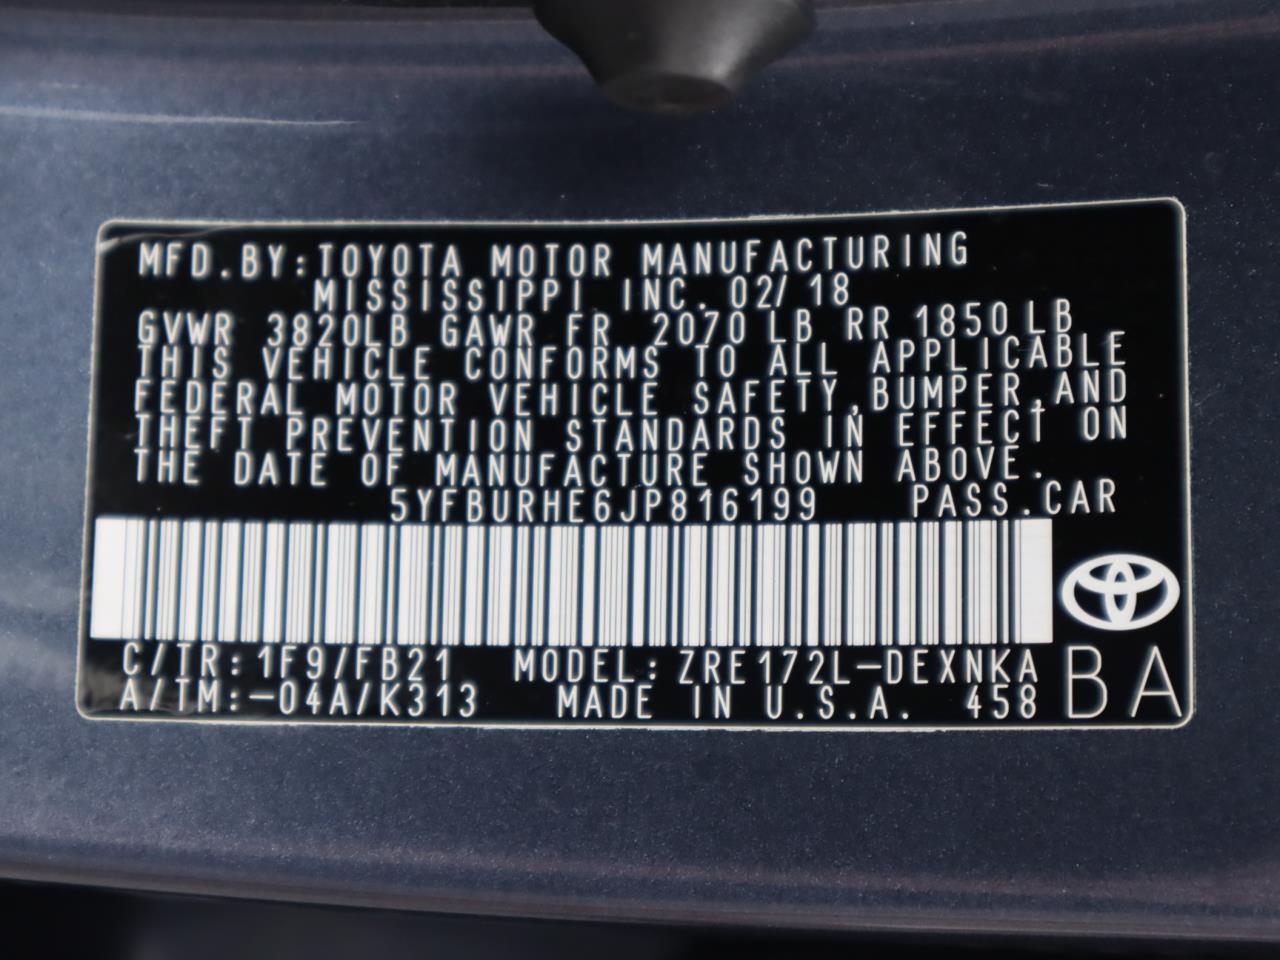 MFD.BY:TOYOTA MOTOR MANUFACTURING
MISSISSIPPI INC. 02/18
GVWR 3820LB GAWR FR 2070 LB RR 1850 LB
THIS VEHICLE CONFORMS TO ALL APPLICABLE
FEDERAL MOTOR VEHICLE SAFETY,BUMPER,AND
THEFT PREVENTION STANDARDS IN EFFECT ON
THE DATE OF MANUFACTURE SHOWN ABOVE.
5YFBURHE6JP816199 PASS.CAR
C/TR:1F9/FB21 MODEL:ZRE172L-DEXNKA
A/TM:-04A/K313 MADE IN U.S.A. 458
BA